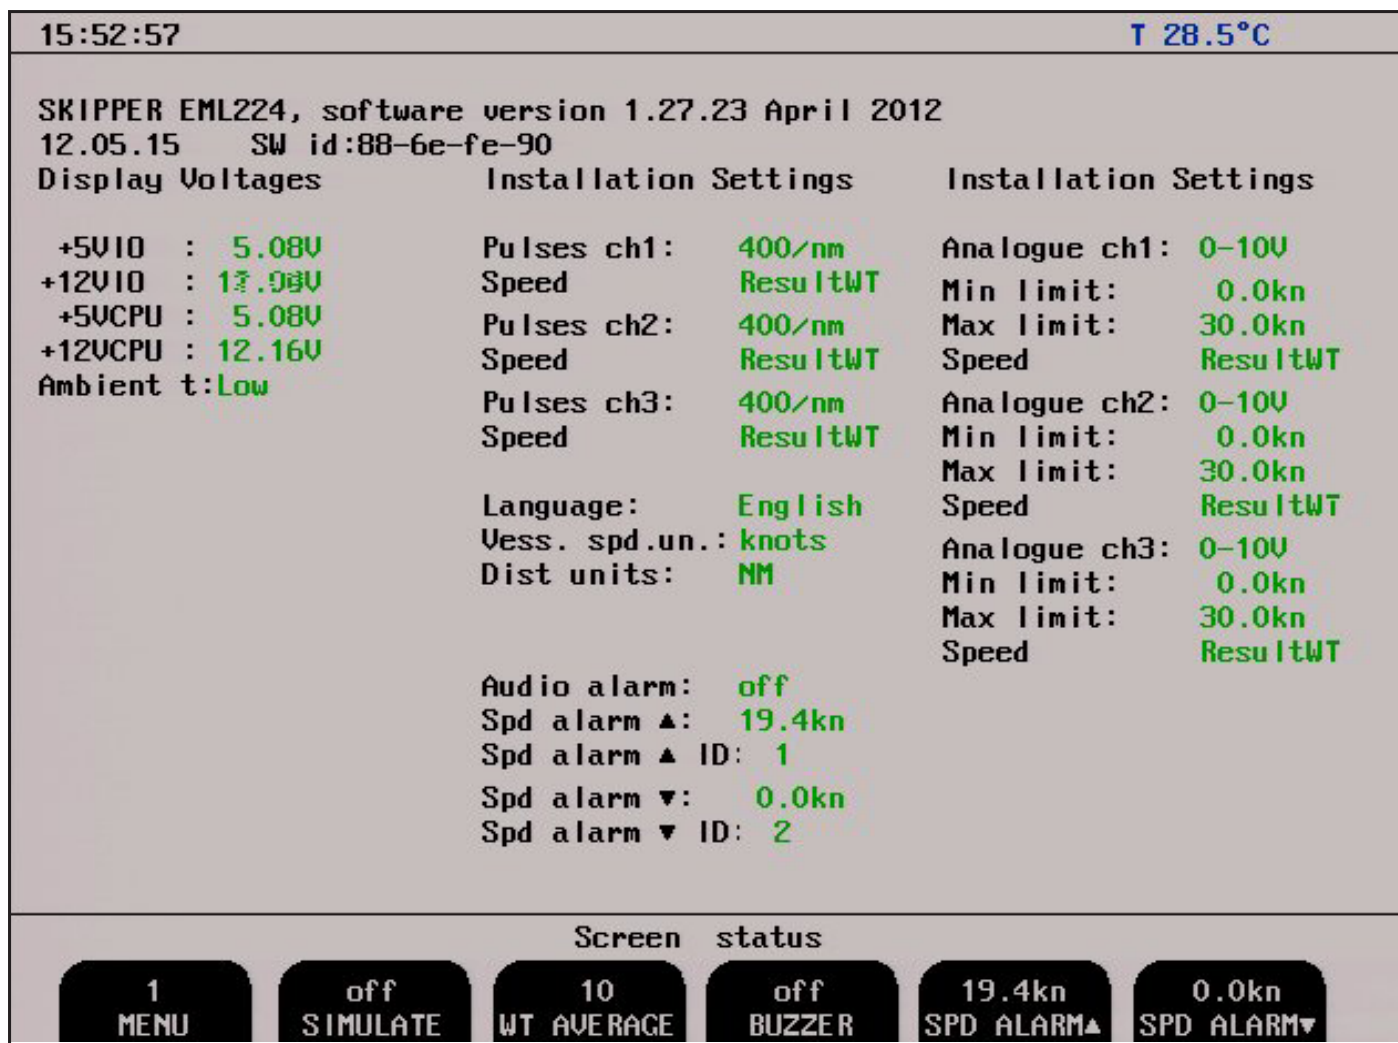 15:52:57
T 28.5°C
SKIPPER EML224, software version 1.27.23 April 2012
12.05.15 SW id:88-6e-fe-90
Display Voltages
+5VIO : 5.08V
+12VIO :
+5VCPU : 5.08V
+12VCPU : 12.16V
Ambient t:Low
Installation Settings
Pulses ch1: 400/nm
Speed ResultWT
Pulses ch2: 400/nm
Speed ResultWT
Pulses ch3: 400/nm
Speed ResultWT
Language: English
Vess. spd.un.: knots
Dist units: NM
Audio alarm: off
Spd alarm ▲: 19.4kn
Spd alarm ▲ ID: 1
Spd alarm ▼: 0.0kn
Spd alarm ▼ ID: 2
Installation Settings
Analogue ch1: 0-10V
Min limit: 0.0kn
Max limit: 30.0kn
Speed ResultWT
Analogue ch2: 0-10V
Min limit: 0.0kn
Max limit: 30.0kn
Speed ResultWT
Analogue ch3: 0-10V
Min limit: 0.0kn
Max limit: 30.0kn
Speed ResultWT
Screen status
1
MENU
off
SIMULATE
10
WT AVERAGE
off
BUZZER
19.4kn
SPD ALARM▲
0.0kn
SPD ALARM▼